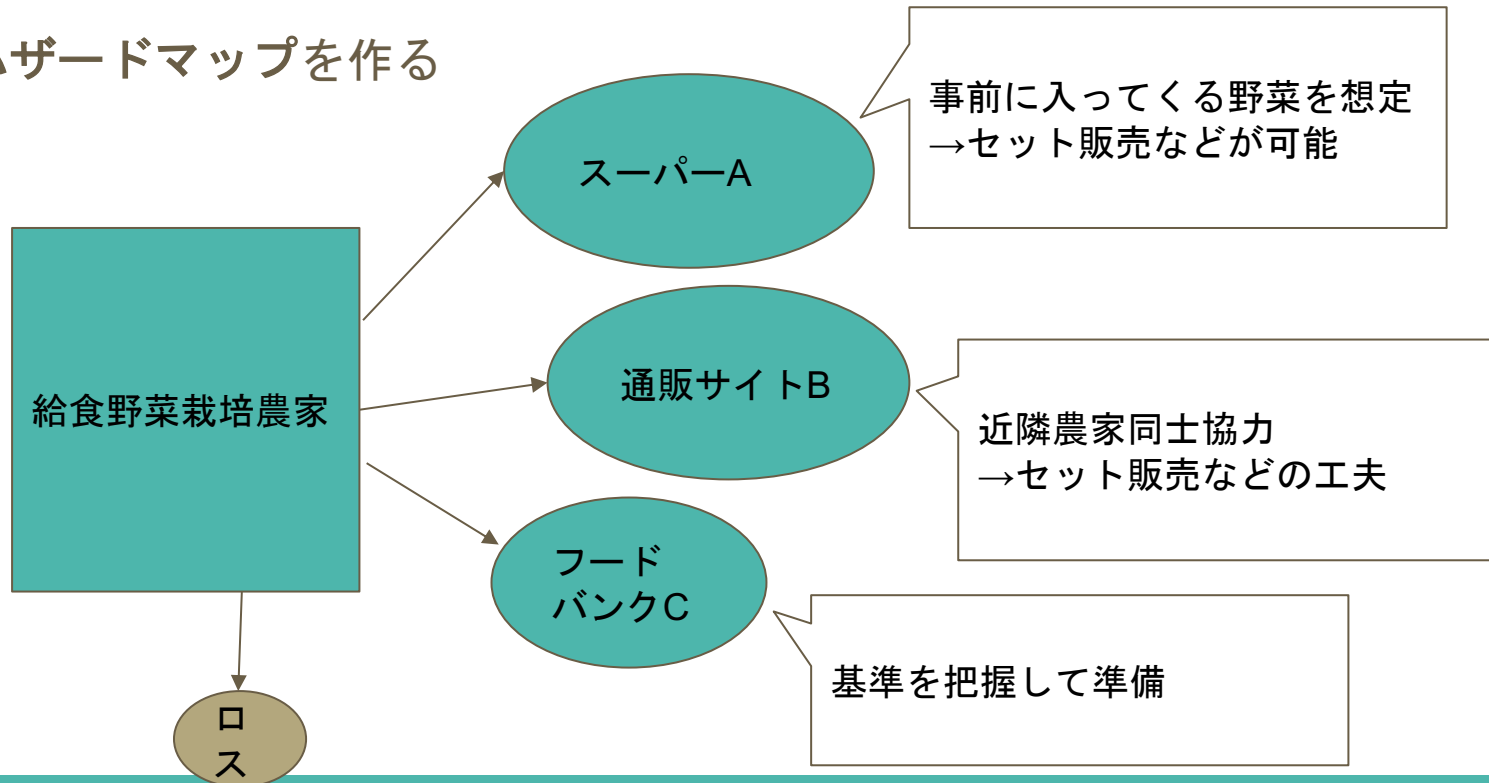 ハザードマップを作る
事前に入ってくる野菜を想定
→セット販売などが可能
スーパーA
給食野菜栽培農家
通販サイトB
近隣農家同士協力
→セット販売などの工夫
フード
バンクC
基準を把握して準備
ロ
ス